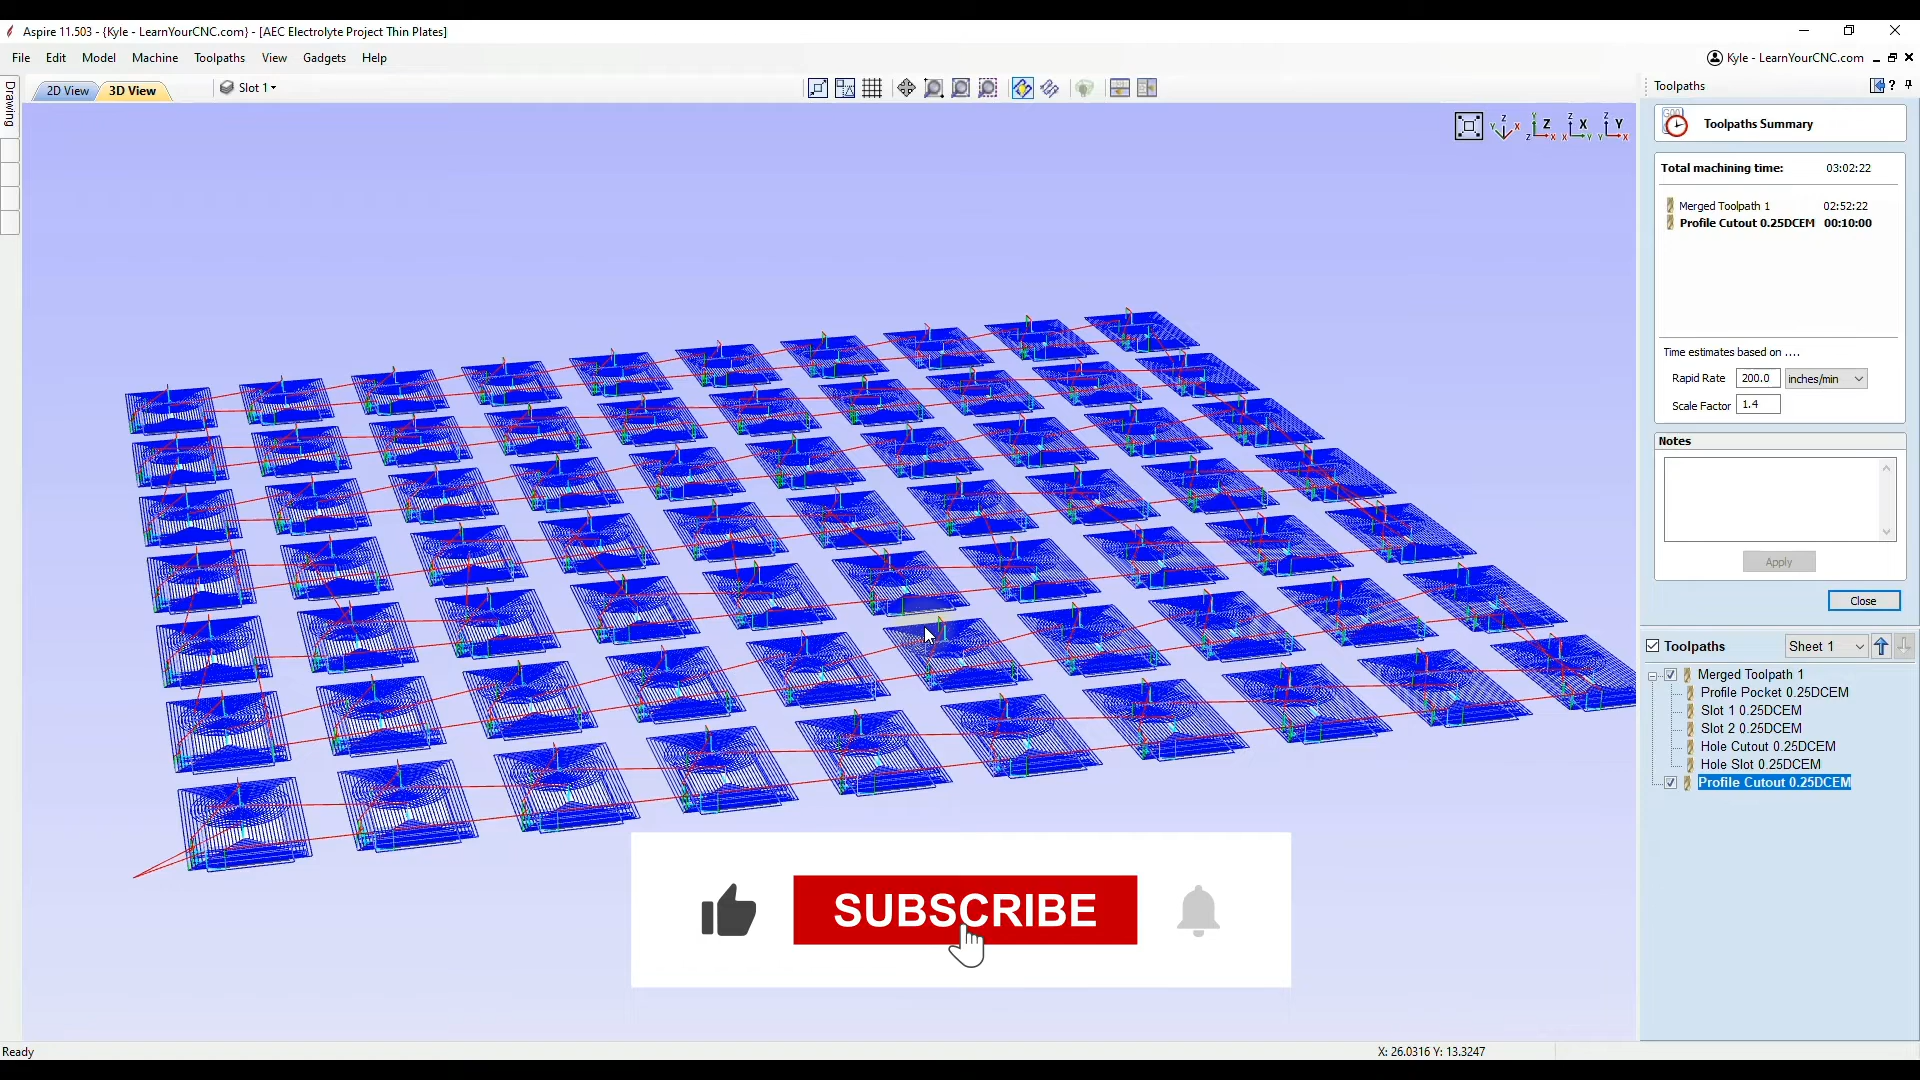 Aspire 11.503 - {Kyle - LearnYourCNC.com} - [AEC Electrolyte Project Thin Plates]
File Edit Model Machine Toolpaths View Gadgets Help
Kyle - LearnYourCNC.com
Drawing
2D View 3D View
Slot 1
Toolpaths
Z Y X
Z Z X
X Z Y
Y Z X
Toolpaths Summary
Total machining time: 03:02:22
Merged Toolpath 1 02:52:22
Profile Cutout 0.25DCEM 00:10:00
Time estimates based on ....
Rapid Rate 200.0 inches/min
Scale Factor 1.4
Notes
Apply
Close
Toolpaths Sheet 1
Merged Toolpath 1
Profile Pocket 0.25DCEM
Slot 1 0.25DCEM
Slot 2 0.25DCEM
Hole Cutout 0.25DCEM
Hole Slot 0.25DCEM
Profile Cutout 0.25DCEM
SUBSCRIBE
Ready
X: 26.0316 Y: 13.3247